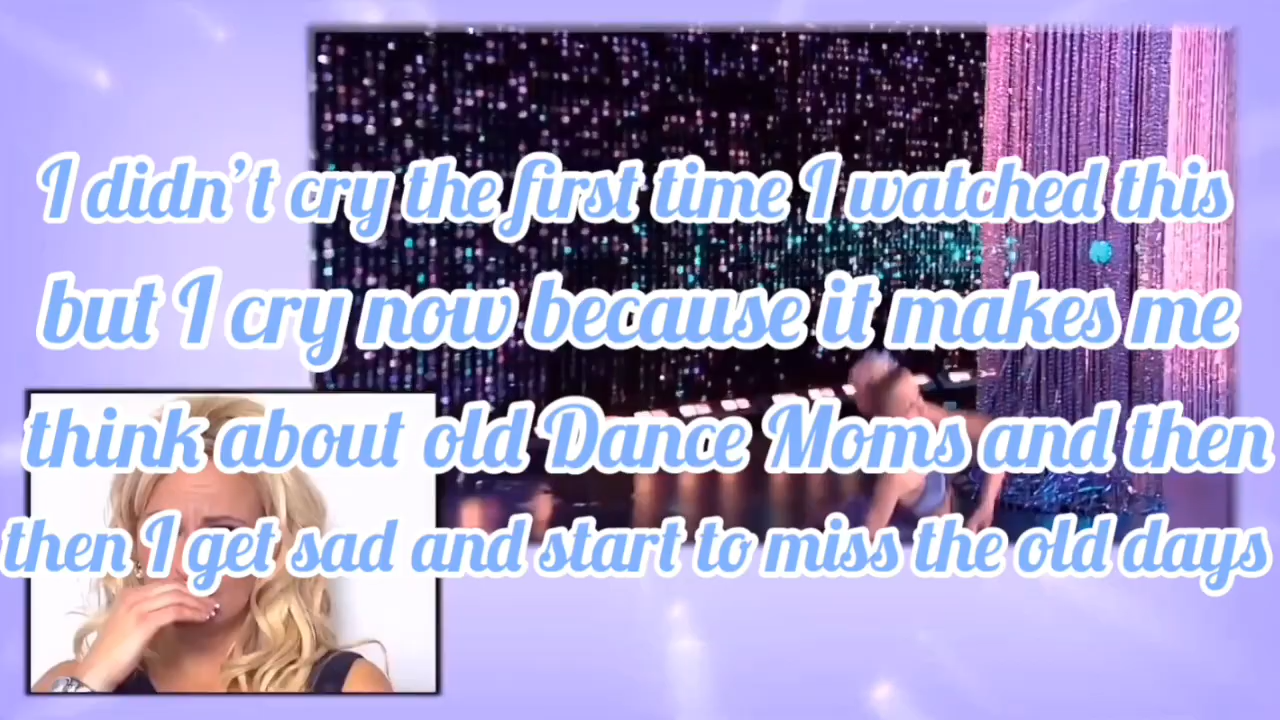 I didn't cry the first time I watched this
but I cry now because it makes me
think about old Dance Moms and then
then I get sad and start to miss the old days